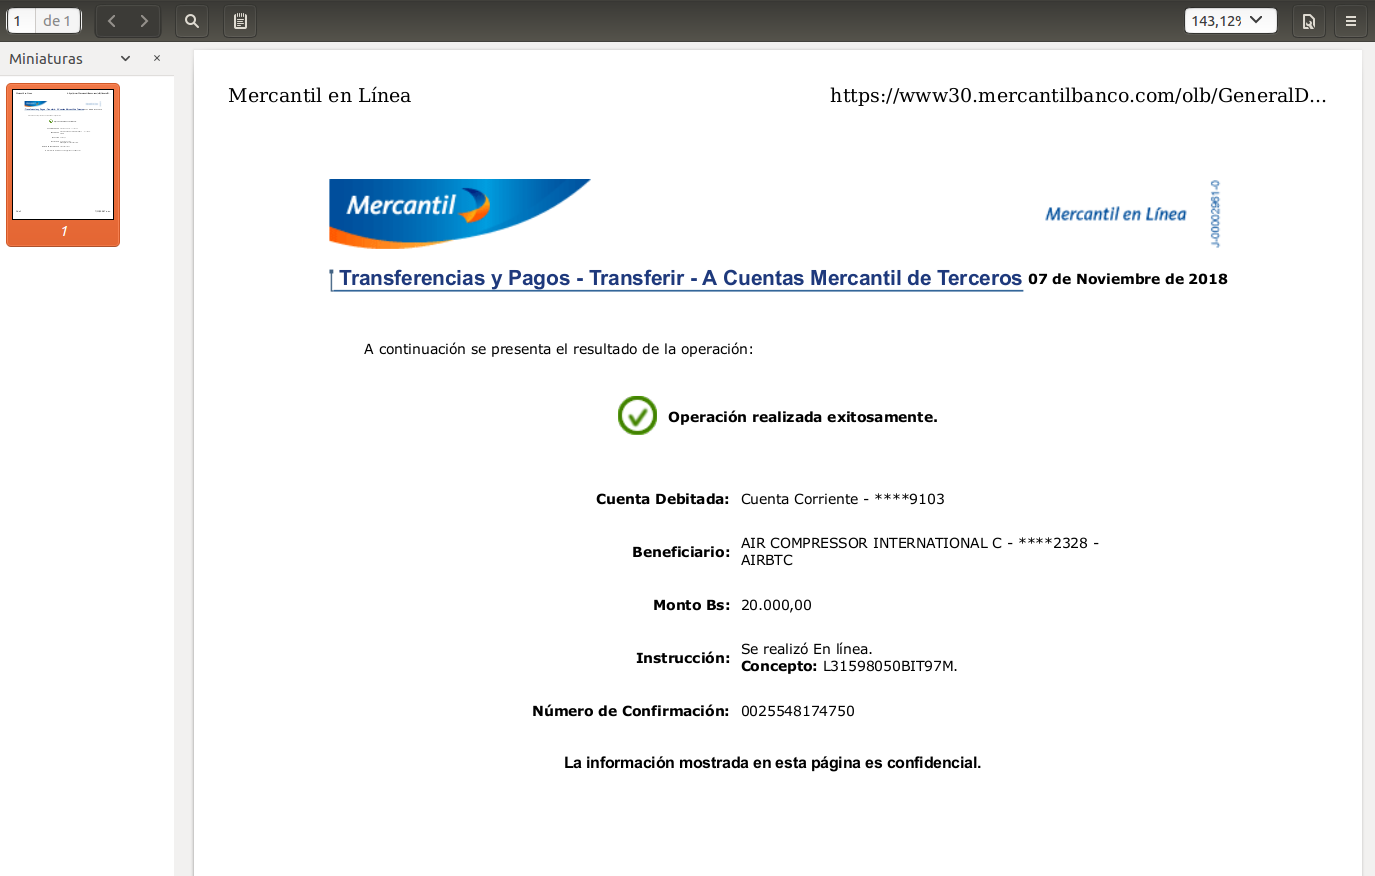 1 de 1
143,12%
Miniaturas
1
Mercantil en Línea https://www30.mercantilbanco.com/olb/GeneralD...
Mercantil
Mercantil en Línea
J-00002961-0
Transferencias y Pagos - Transferir - A Cuentas Mercantil de Terceros 07 de Noviembre de 2018
A continuación se presenta el resultado de la operación:
Operación realizada exitosamente.
Cuenta Debitada: Cuenta Corriente - ****9103
Beneficiario: AIR COMPRESSOR INTERNATIONAL C - ****2328 -
AIRBTC
Monto Bs: 20.000,00
Instrucción: Se realizó En línea.
Concepto: L31598050BIT97M.
Número de Confirmación: 0025548174750
La información mostrada en esta página es confidencial.